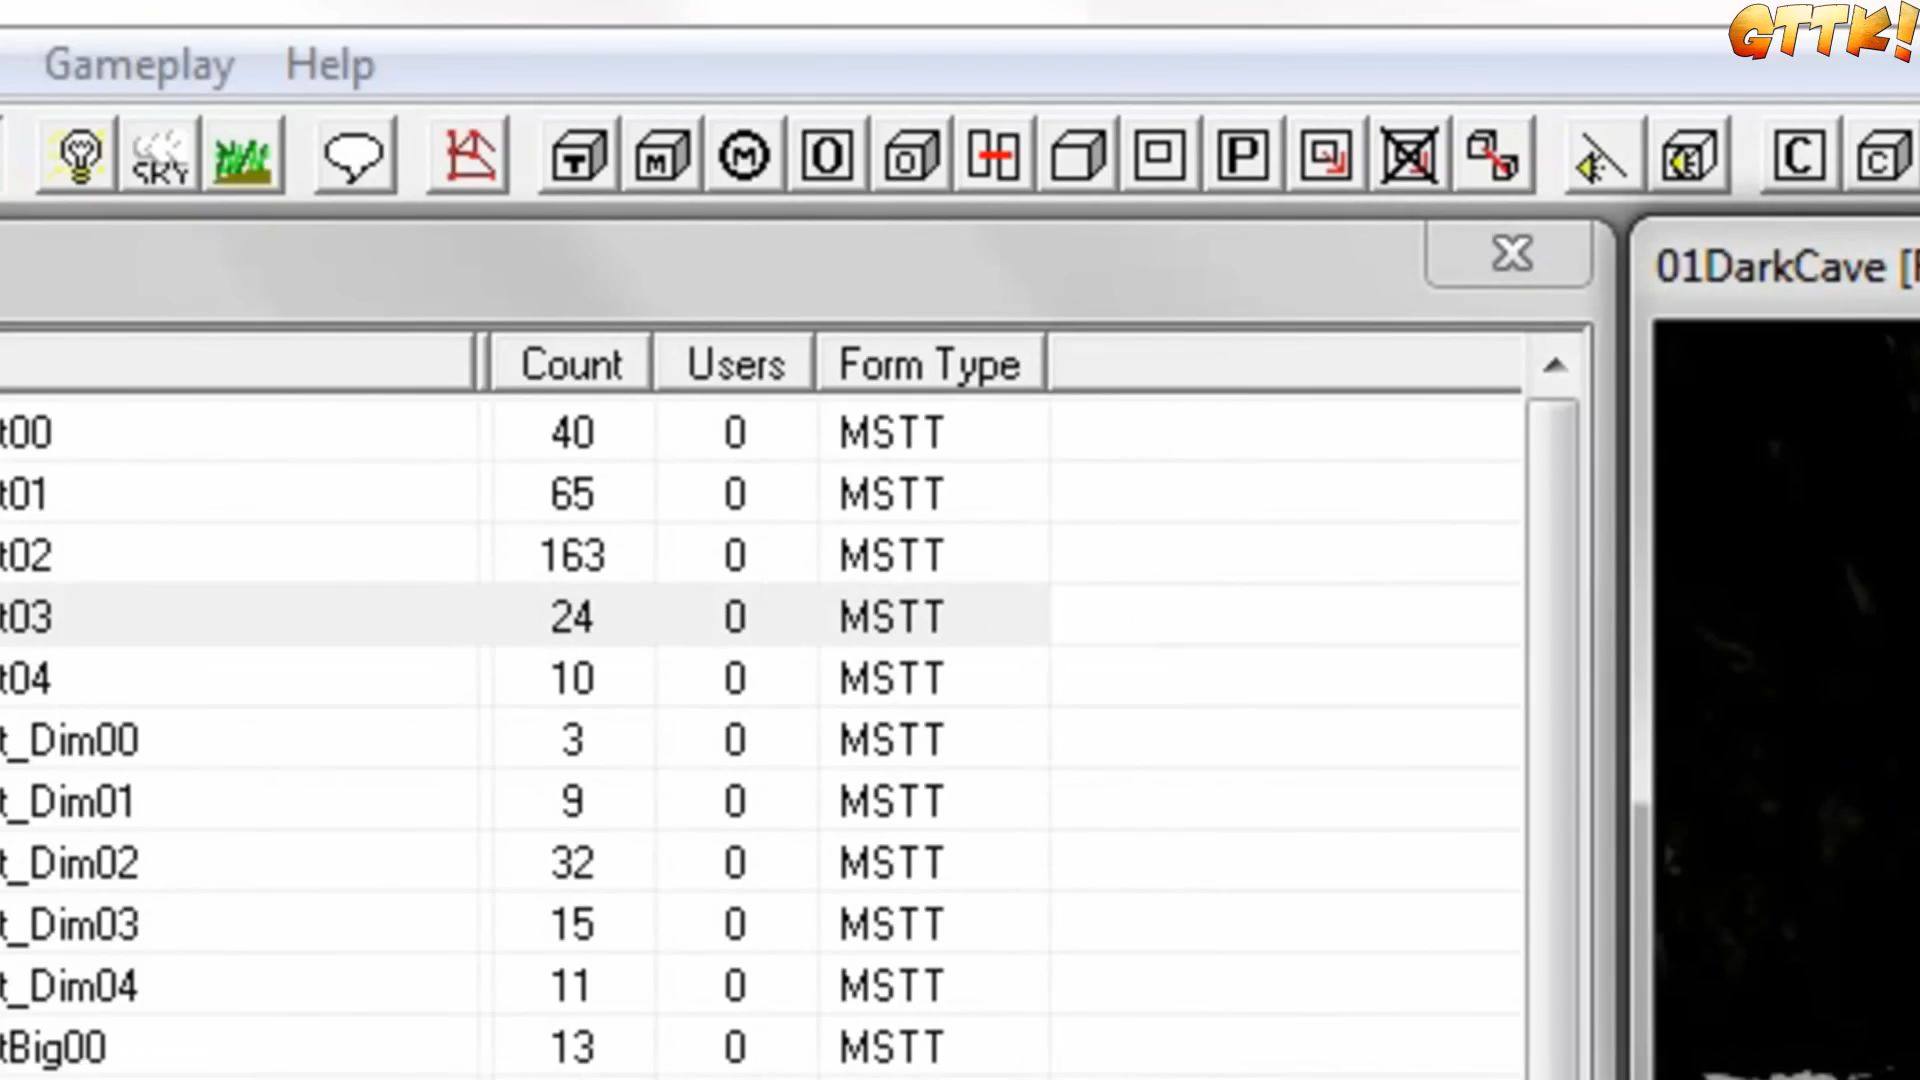 GTTK!
Gameplay Help
SKY T M M O O P C C
01DarkCave [
Count Users Form Type
t00 40 0 MSTT
t01 65 0 MSTT
t02 163 0 MSTT
t03 24 0 MSTT
t04 10 0 MSTT
t_Dim00 3 0 MSTT
t_Dim01 9 0 MSTT
t_Dim02 32 0 MSTT
t_Dim03 15 0 MSTT
t_Dim04 11 0 MSTT
tBig00 13 0 MSTT